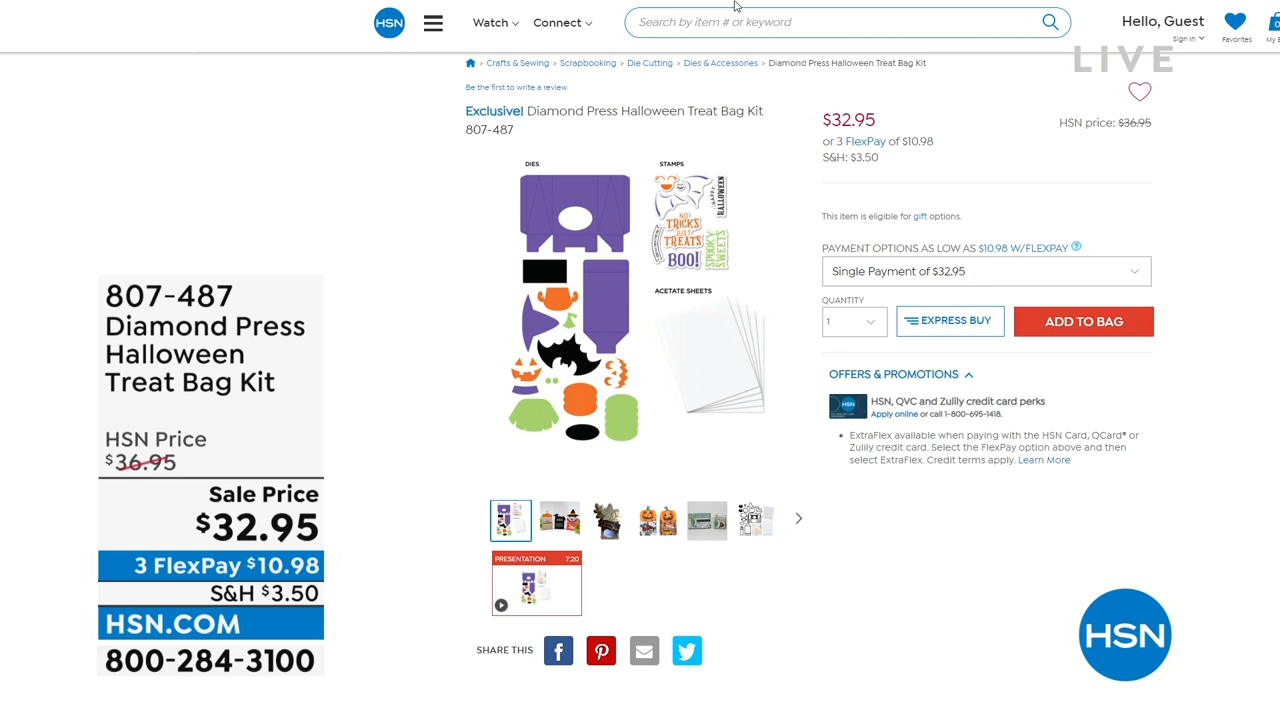 HSN
Watch
Connect
Search by item # or keyword
Hello, Guest
Sign In
Favorites
0
My B
LIVE
> Crafts & Sewing > Scrapbooking > Die Cutting > Dies & Accessories > Diamond Press Halloween Treat Bag Kit
Be the first to write a review
Exclusive! Diamond Press Halloween Treat Bag Kit
807-487
$32.95
HSN price: $36.95
or 3 FlexPay of $10.98
S&H: $3.50
DIES
STAMPS
HAPPY HALLOWEEN
NO TRICKS JUST TREATS
BOO!
SPOOKY SWEETS
ACETATE SHEETS
This item is eligible for gift options.
PAYMENT OPTIONS AS LOW AS $10.98 W/FLEXPAY ?
Single Payment of $32.95
QUANTITY
1
EXPRESS BUY
ADD TO BAG
OFFERS & PROMOTIONS
HSN
HSN, QVC and Zulily credit card perks
Apply online or call 1-800-695-1418.
• ExtraFlex available when paying with the HSN Card, QCard® or
Zulily credit card. Select the FlexPay option above and then
select ExtraFlex. Credit terms apply. Learn More
PRESENTATION 7:20
SHARE THIS
807-487
Diamond Press
Halloween
Treat Bag Kit
HSN Price
$36.95
Sale Price
$32.95
3 FlexPay $10.98
S&H $3.50
HSN.COM
800-284-3100
HSN